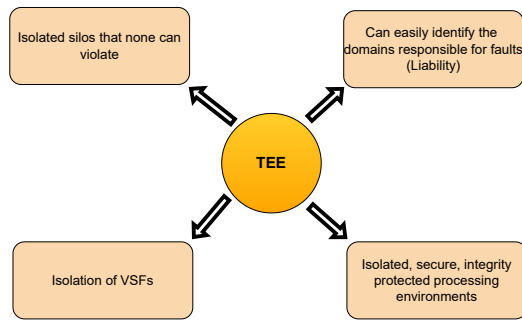 Isolated silos that none can
violate
Can easily identify the
domains responsible for faults
(Liability)
TEE
Isolation of VSFs
Isolated, secure, integrity
protected processing
environments